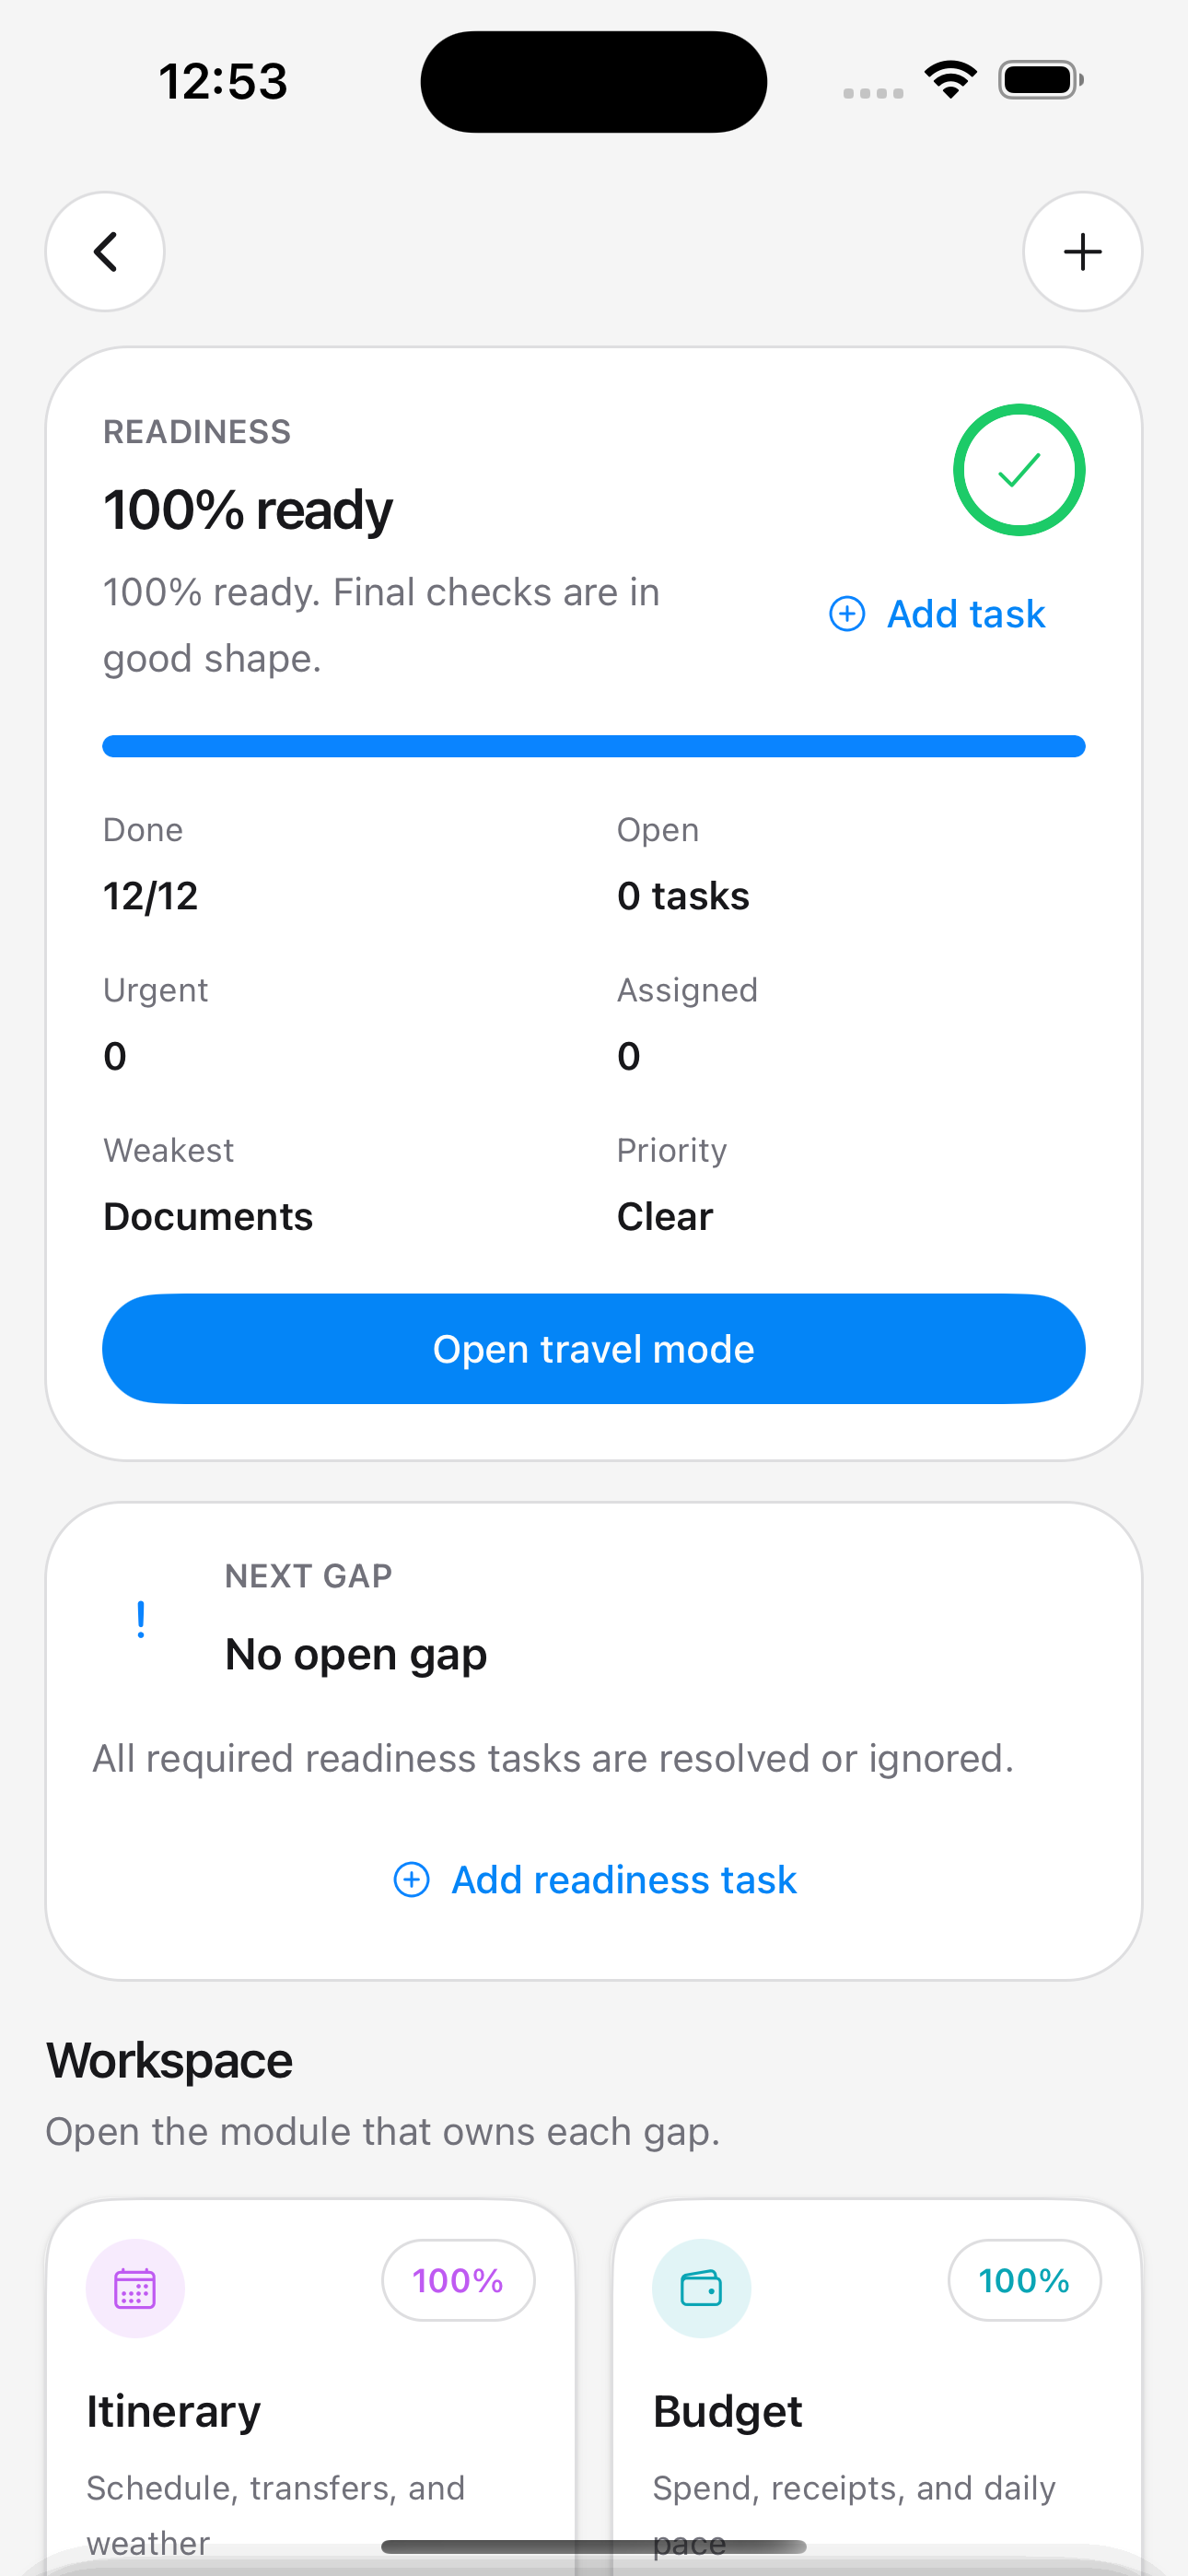 12:53
READINESS
100% ready
100% ready. Final checks are in
good shape.
Add task
Done
12/12
Open
0 tasks
Urgent
0
Assigned
0
Weakest
Documents
Priority
Clear
Open travel mode
!
NEXT GAP
No open gap
All required readiness tasks are resolved or ignored.
Add readiness task
Workspace
Open the module that owns each gap.
100%
Itinerary
Schedule, transfers, and
weather
100%
Budget
Spend, receipts, and daily
pace